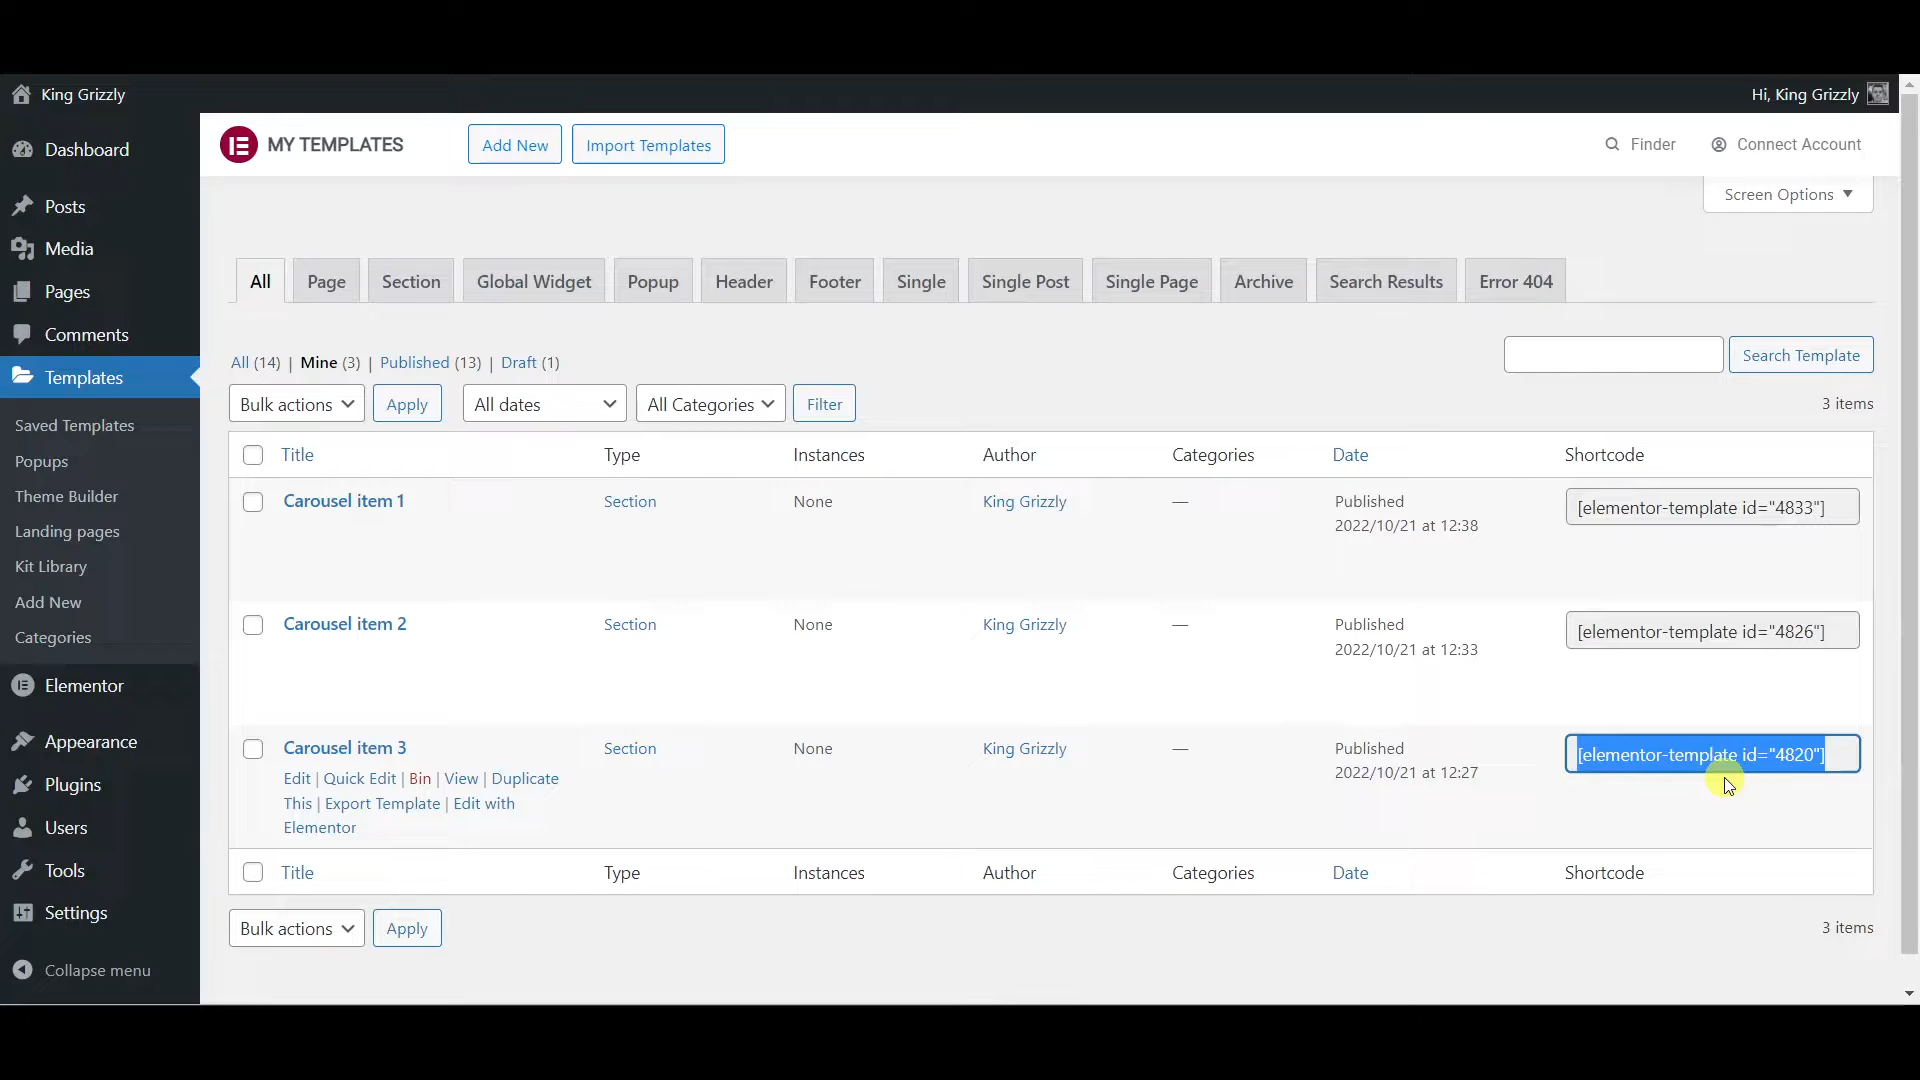 King Grizzly
Hi, King Grizzly
MY TEMPLATES
Add New
Import Templates
Finder
Connect Account
Screen Options
Dashboard
Posts
Media
Pages
Comments
Templates
Saved Templates
Popups
Theme Builder
Landing pages
Kit Library
Add New
Categories
Elementor
Appearance
Plugins
Users
Tools
Settings
Collapse menu
All Page Section Global Widget Popup Header Footer Single Single Post Single Page Archive Search Results Error 404
All (14) | Mine (3) | Published (13) | Draft (1)
Search Template
Bulk actions Apply All dates All Categories Filter
3 items
Title Type Instances Author Categories Date Shortcode
Carousel item 1 Section None King Grizzly — Published [elementor-template id="4833"]
2022/10/21 at 12:38
Carousel item 2 Section None King Grizzly — Published [elementor-template id="4826"]
2022/10/21 at 12:33
Carousel item 3 Section None King Grizzly — Published [elementor-template id="4820"]
2022/10/21 at 12:27
Edit | Quick Edit | Bin | View | Duplicate
This | Export Template | Edit with
Elementor
Title Type Instances Author Categories Date Shortcode
Bulk actions Apply
3 items